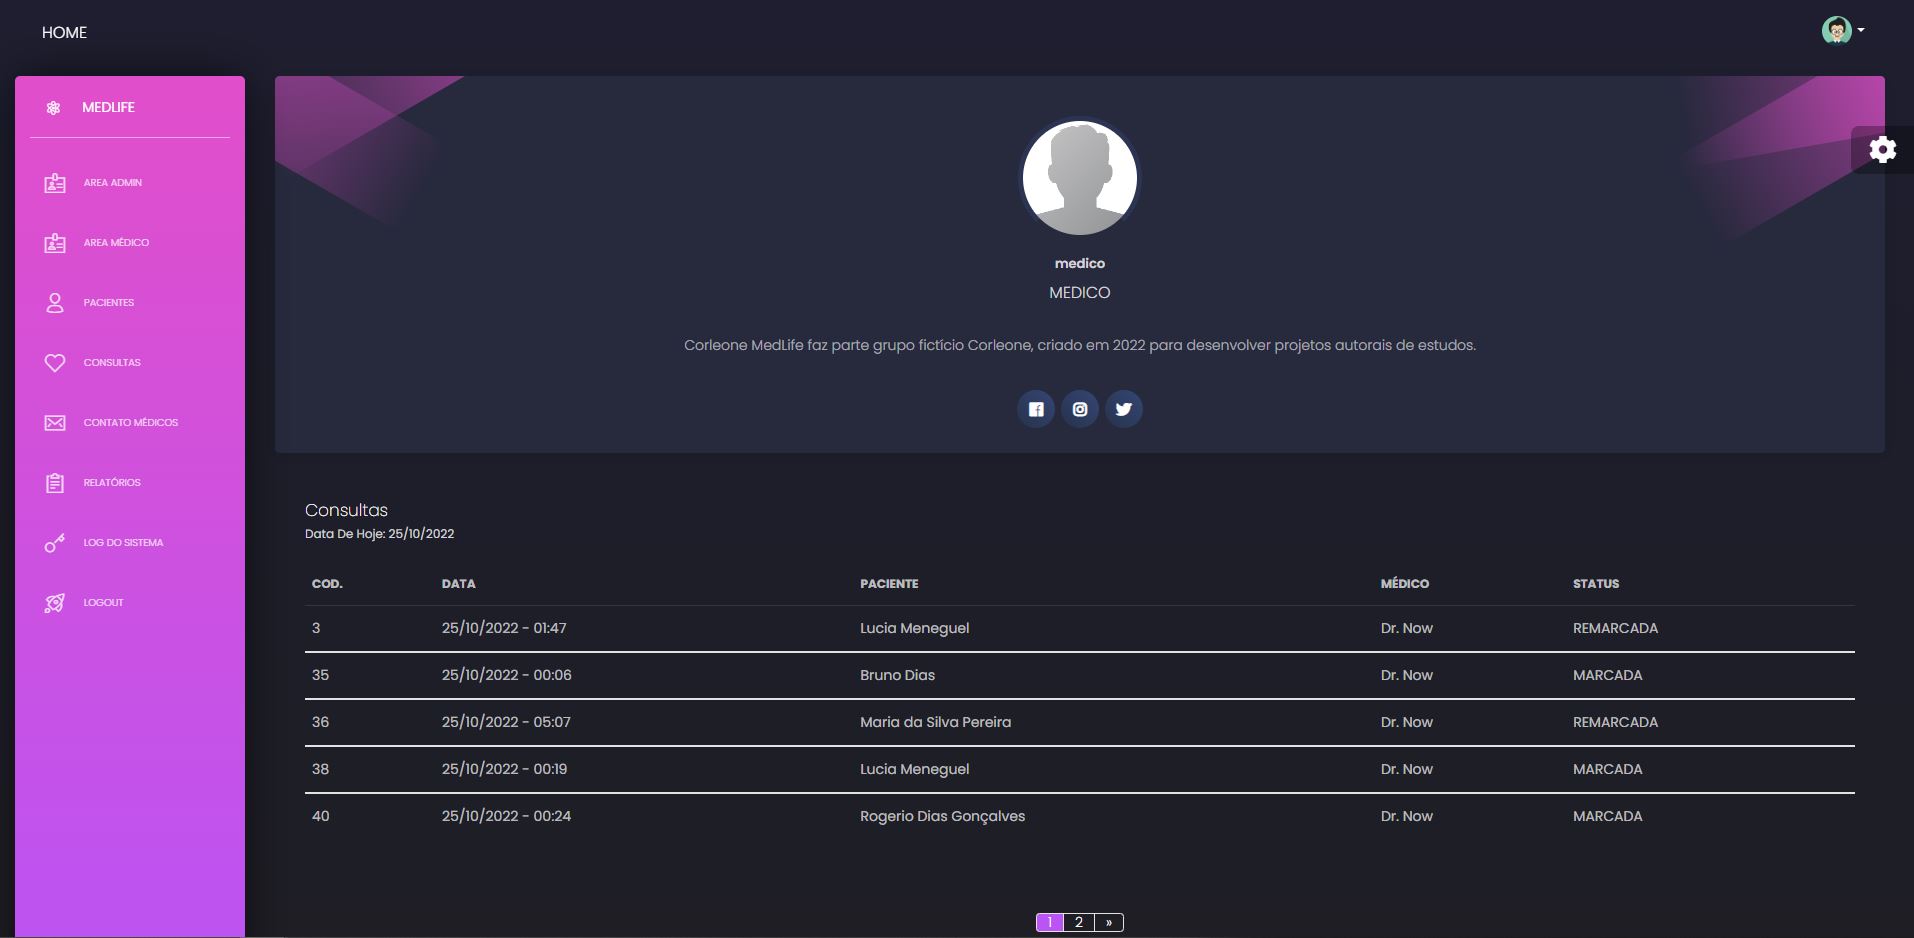 HOME
MEDLIFE
AREA ADMIN
AREA MÉDICO
PACIENTES
CONSULTAS
CONTATO MÉDICOS
RELATÓRIOS
LOG DO SISTEMA
LOGOUT
medico
MEDICO
Corleone MedLife faz parte grupo fictício Corleone, criado em 2022 para desenvolver projetos autorais de estudos.
Consultas
Data De Hoje: 25/10/2022
COD. DATA PACIENTE MÉDICO STATUS
3 25/10/2022 - 01:47 Lucia Meneguel Dr. Now REMARCADA
35 25/10/2022 - 00:06 Bruno Dias Dr. Now MARCADA
36 25/10/2022 - 05:07 Maria da Silva Pereira Dr. Now REMARCADA
38 25/10/2022 - 00:19 Lucia Meneguel Dr. Now MARCADA
40 25/10/2022 - 00:24 Rogerio Dias Gonçalves Dr. Now MARCADA
1 2 »